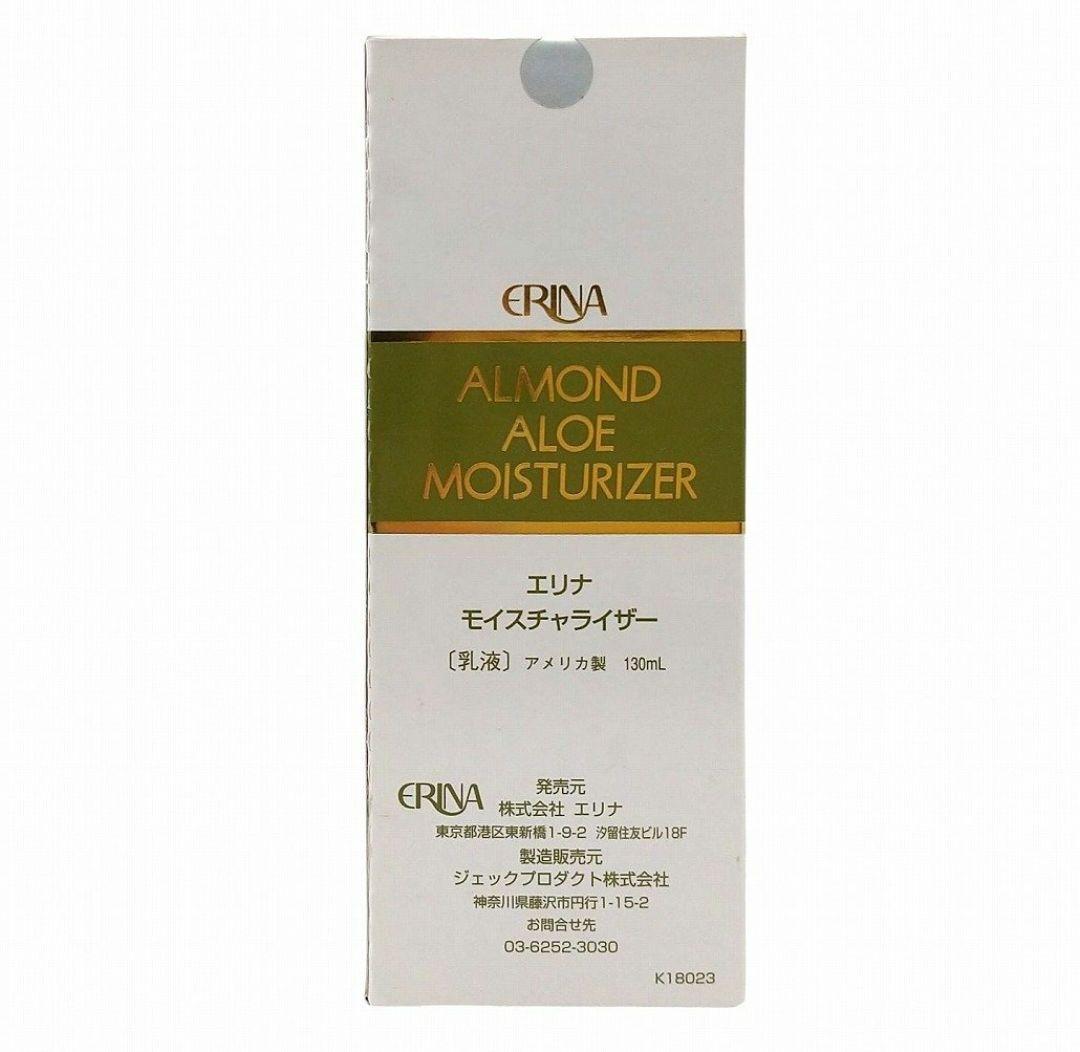 ERINA
ALMOND
ALOE
MOISTURIZER
エリナ
モイスチャライザー
〔乳液〕 アメリカ製 130mL
ERINA
発売元
株式会社 エリナ
東京都港区東新橋1-9-2 汐留住友ビル18F
製造販売元
ジェックプロダクト株式会社
神奈川県藤沢市円行1-15-2
お問合せ先
03-6252-3030
K18023